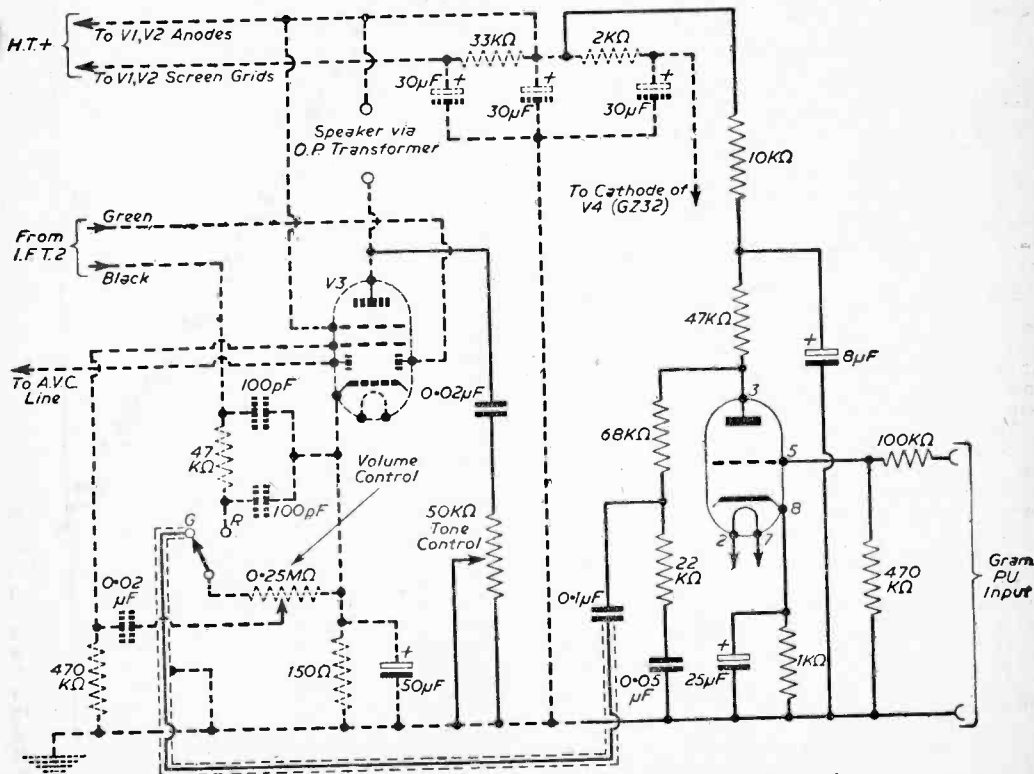 H.T.+
To V1, V2 Anodes
To V1, V2 Screen Grids
33KΩ
2KΩ
30μF
+
30μF
+
30μF
+
Speaker via
O.P. Transformer
10KΩ
To Cathode of
V4 (GZ32)
From
I.F.T.2
Green
Black
V3
47KΩ
+
8μF
To A.V.C.
Line
100pF
0·02μF
68KΩ
3
5
100KΩ
47
KΩ
Volume
Control
100pF
R
G
50KΩ
Tone
Control
8
2
7
0·02
μF
0·25MΩ
0·1μF
22
KΩ
470
KΩ
Gram
PU
Input
470
KΩ
150Ω
+
50μF
0·05
μF
+
25μF
1KΩ